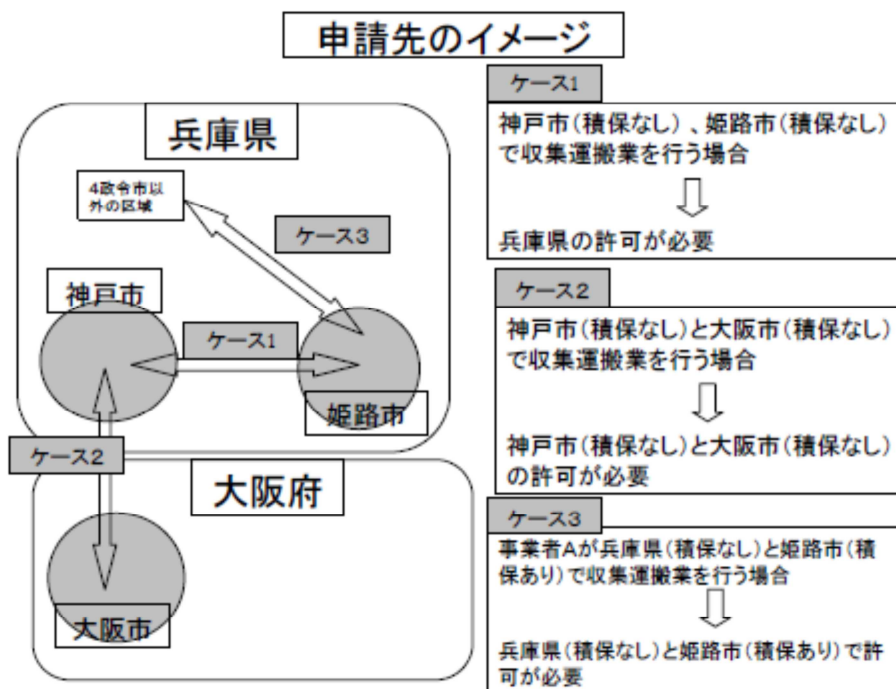 申請先のイメージ
兵庫県
4政令市以
外の区域
ケース3
神戸市
ケース1
姫路市
ケース2
大阪府
大阪市
ケース1
神戸市(積保なし)、姫路市(積保なし)
で収集運搬業を行う場合
兵庫県の許可が必要
ケース2
神戸市(積保なし)と大阪市(積保なし)
で収集運搬業を行う場合
神戸市(積保なし)と大阪市(積保なし)
の許可が必要
ケース3
事業者Aが兵庫県(積保なし)と姫路市(積
保あり)で収集運搬業を行う場合
兵庫県(積保なし)と姫路市(積保あり)で許
可が必要